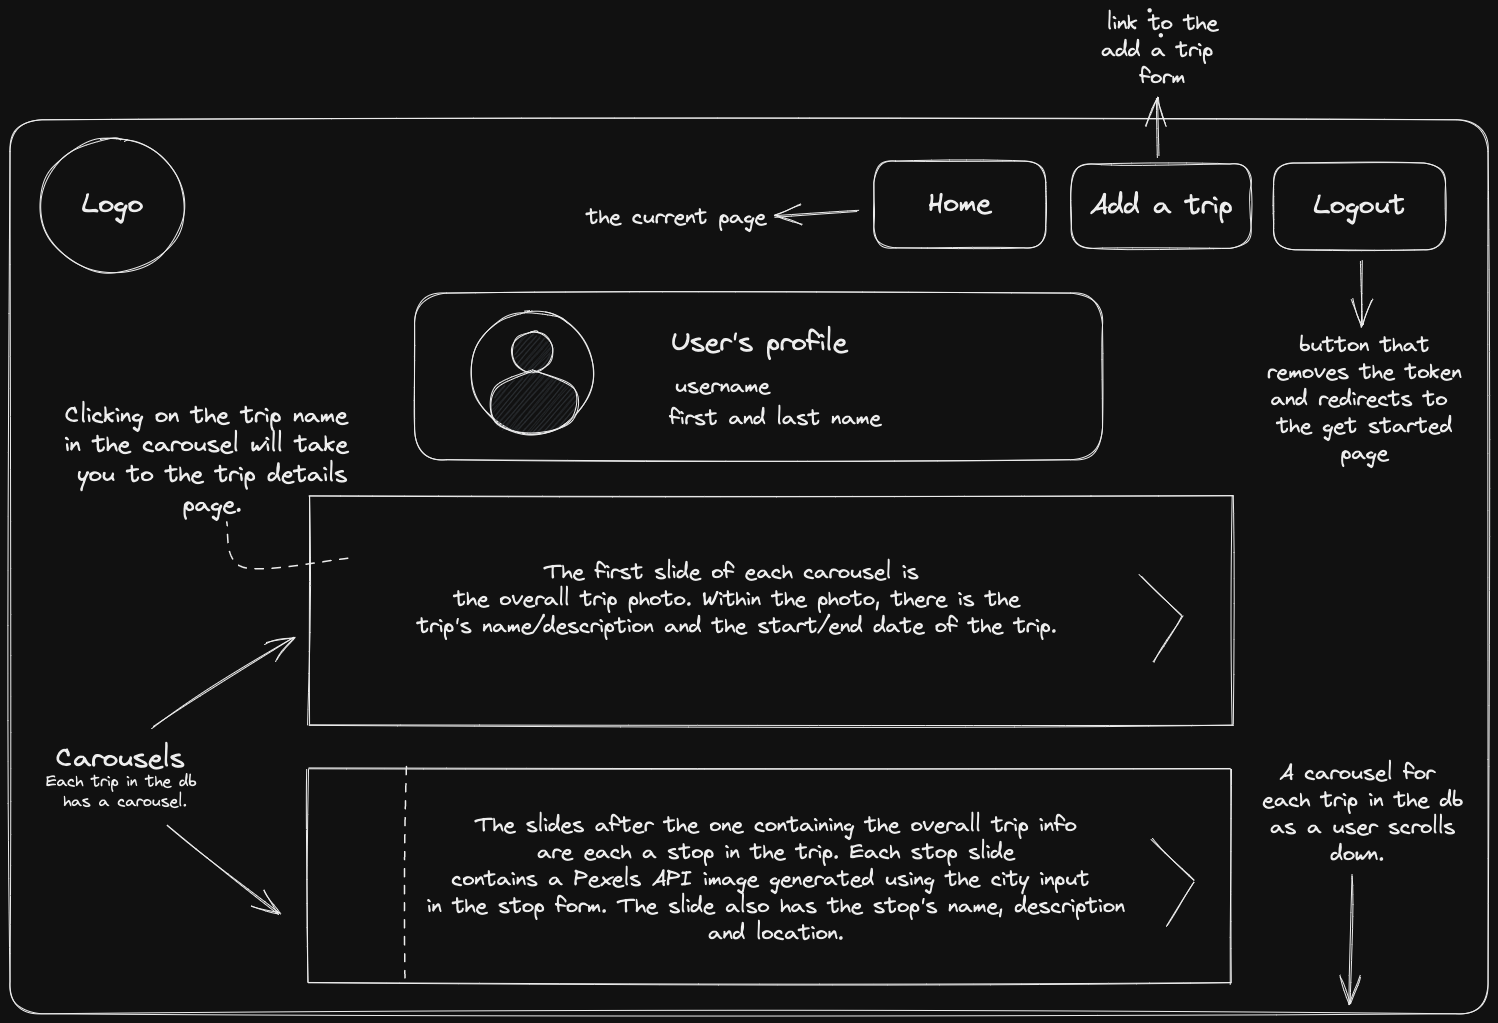 link to the
add a trip
form
Logo
the current page
Home
Add a trip
Logout
User's profile
username
first and last name
button that
removes the token
and redirects to
the get started
page
Clicking on the trip name
in the carousel will take
you to the trip details
page.
The first slide of each carousel is
the overall trip photo. Within the photo, there is the
trip's name/description and the start/end date of the trip.
Carousels
Each trip in the db
has a carousel.
The slides after the one containing the overall trip info
are each a stop in the trip. Each stop slide
contains a Pexels API image generated using the city input
in the stop form. The slide also has the stop's name, description
and location.
A carousel for
each trip in the db
as a user scrolls
down.